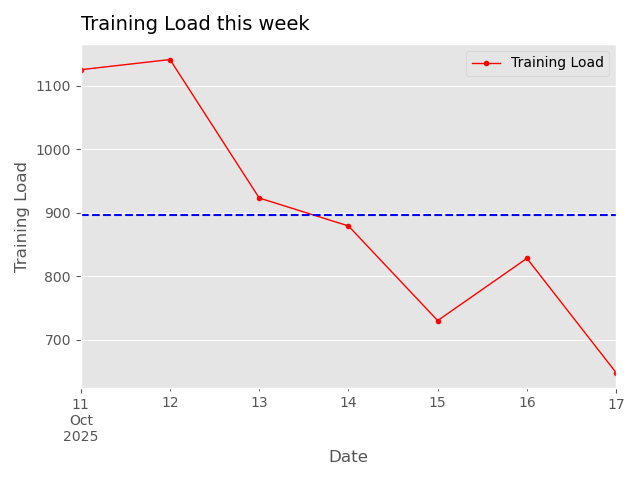 Training Load this week
Training Load
1100
1000
900
800
700
Training Load
11 12 13 14 15 16 17
Oct
2025
Date